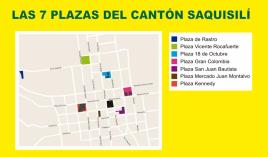 LAS 7 PLAZAS DEL CANTÓN SAQUISILÍ
Plaza de Rastro
Plaza Vicente Rocafuerte
Plaza 18 de Octubre
Plaza Gran Colombia
Plaza San Juan Bautista
Plaza Mercado Juan Montalvo
Plaza Kennedy